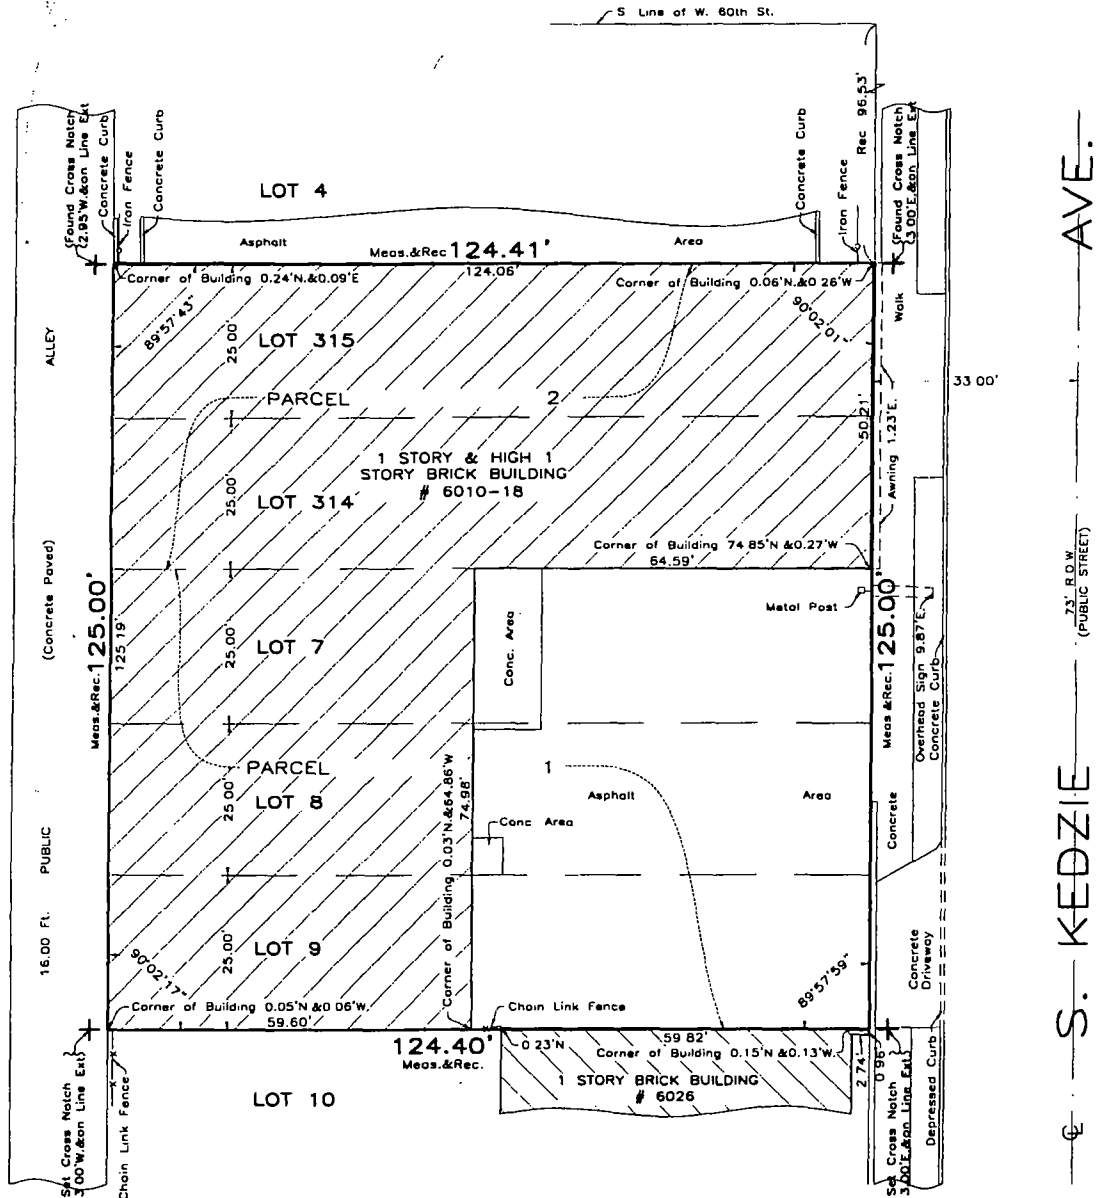 S Line of W. 60th St.
Rec 96.53'
Found Cross Notch
2.95'W.&on Line Ext
Concrete Curb
Iron Fence
Concrete Curb
LOT 4
Concrete Curb
Iron Fence
Found Cross Notch
3 00'E.&on Line Ext
Asphalt
Meas.&Rec 124.41'
Area
124.06'
Corner of Building 0.24'N.&0.09'E
Corner of Building 0.06'N.&0 26'W
89°57'43"
90°02'01"
Walk
ALLEY
25 00'
LOT 315
33 00'
PARCEL
2
50.21'
Awning 1.23'E.
1 STORY & HIGH 1
STORY BRICK BUILDING
# 6010-18
25.00'
LOT 314
Corner of Building 74 85'N &0.27'W
64.59'
(Concrete Paved)
Meas.&Rec. 125.00'
125 19'
Metal Post
Meas &Rec. 125.00'
Overhead Sign 9.87'E.
Concrete Curb
73' R O W
(PUBLIC STREET)
25.00'
LOT 7
Conc. Area
PARCEL
1
25 00'
LOT 8
Asphalt
Area
Conc Area
Corner of Building 0.03'N.&64.86'W
74.98'
Concrete
PUBLIC
16.00 Ft.
25.00'
LOT 9
90°02'17"
89°57'59"
Concrete
Driveway
Corner of Building 0.05'N &0 06'W.
59.60'
Chain Link Fence
124.40'
Meas.&Rec.
0 23'N
59 82'
Corner of Building 0.15'N &0.13'W.
1 STORY BRICK BUILDING
# 6026
2 74'
0 96'
LOT 10
Set Cross Notch
3 00'W.&on Line Ext
Chain Link Fence
Set Cross Notch
3 00'E.&on Line Ext
Depressed Curb
S. KEDZIE AVE.